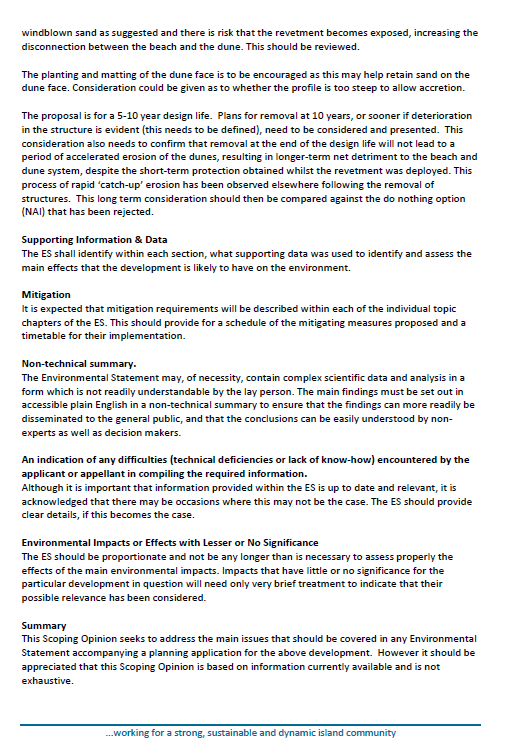 windblown sand as suggested and there is risk that the revetment becomes exposed, increasing the
disconnection between the beach and the dune. This should be reviewed.
The planting and matting of the dune face is to be encouraged as this may help retain sand on the
dune face. Consideration could be given as to whether the profile is too steep to allow accretion.
The proposal is for a 5-10 year design life.  Plans for removal at 10 years, or sooner if deterioration
in the structure is evident (this needs to be defined), need to be considered and presented.  This
consideration also needs to confirm that removal at the end of the design life will not lead to a
period of accelerated erosion of the dunes, resulting in longer-term net detriment to the beach and
dune system, despite the short-term protection obtained whilst the revetment was deployed. This
process of rapid 'catch-up' erosion has been observed elsewhere following the removal of
structures.  This long term consideration should then be compared against the do nothing option
(NAI) that has been rejected.
Supporting Information & Data
The ES shall identify within each section, what supporting data was used to identify and assess the
main effects that the development is likely to have on the environment.
Mitigation
It is expected that mitigation requirements will be described within each of the individual topic
chapters of the ES. This should provide for a schedule of the mitigating measures proposed and a
timetable for their implementation.
Non-technical summary.
The Environmental Statement may, of necessity, contain complex scientific data and analysis in a
form which is not readily understandable by the lay person. The main findings must be set out in
accessible plain English in a non-technical summary to ensure that the findings can more readily be
disseminated to the general public, and that the conclusions can be easily understood by non-
experts as well as decision makers.
An indication of any difficulties (technical deficiencies or lack of know-how) encountered by the
applicant or appellant in compiling the required information.
Although it is important that information provided within the ES is up to date and relevant, it is
acknowledged that there may be occasions where this may not be the case. The ES should provide
clear details, if this becomes the case.
Environmental Impacts or Effects with Lesser or No Significance
The ES should be proportionate and not be any longer than is necessary to assess properly the
effects of the main environmental impacts. Impacts that have little or no significance for the
particular development in question will need only very brief treatment to indicate that their
possible relevance has been considered.
Summary
This Scoping Opinion seeks to address the main issues that should be covered in any Environmental
Statement accompanying a planning application for the above development.  However it should be
appreciated that this Scoping Opinion is based on information currently available and is not
exhaustive.
...working for a strong, sustainable and dynamic island community